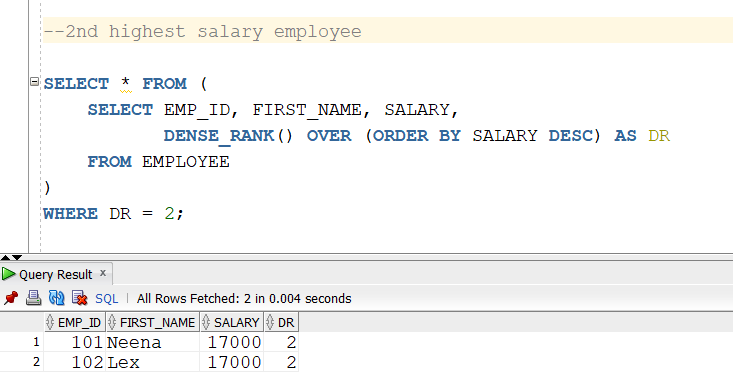 --2nd highest salary employee
SELECT * FROM (
SELECT EMP_ID, FIRST_NAME, SALARY,
DENSE_RANK() OVER (ORDER BY SALARY DESC) AS DR
FROM EMPLOYEE
)
WHERE DR = 2;
Query Result x
SQL | All Rows Fetched: 2 in 0.004 seconds
EMP_ID FIRST_NAME SALARY DR
1 101 Neena 17000 2
2 102 Lex 17000 2